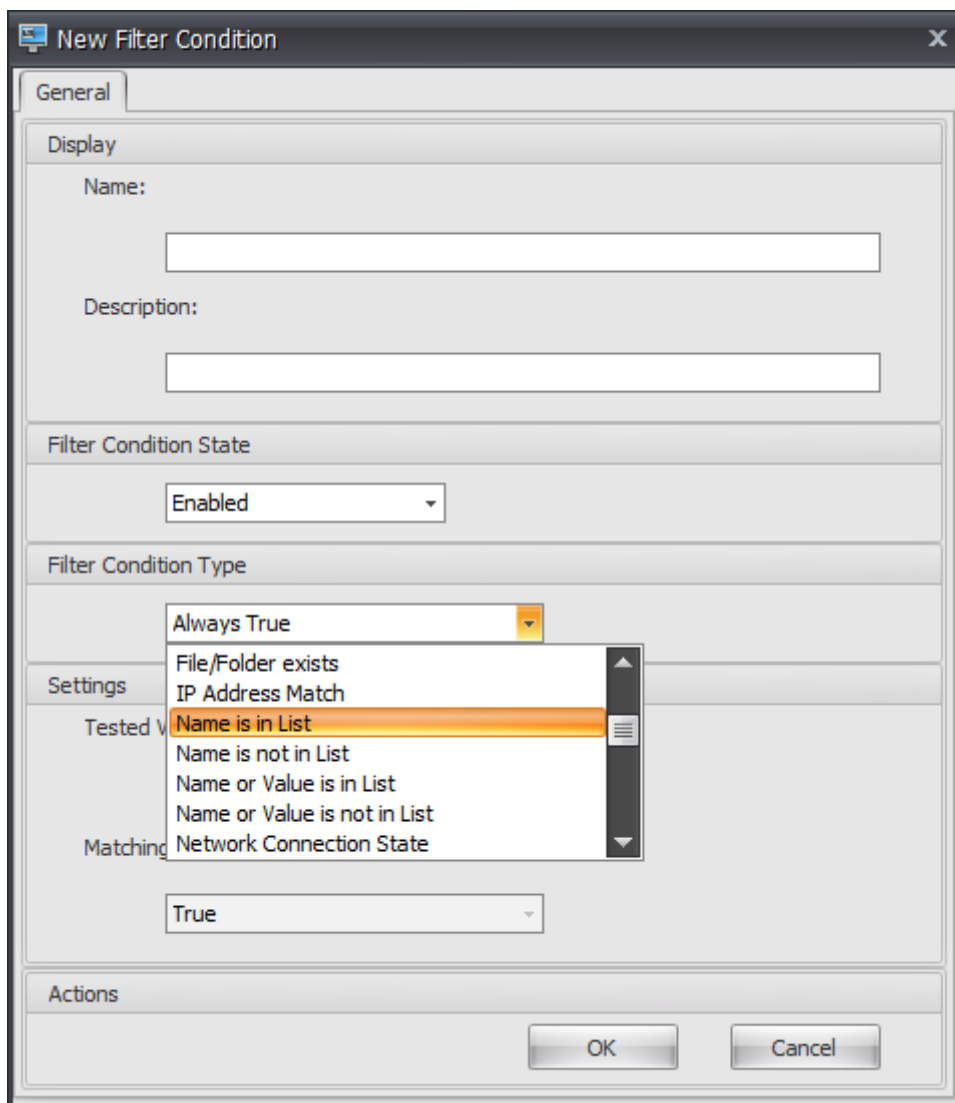 New Filter Condition
General
Display
Name:
Description:
Filter Condition State
Enabled
Filter Condition Type
Always True
File/Folder exists
IP Address Match
Settings
Name is in List
Tested
Name is not in List
Name or Value is in List
Name or Value is not in List
Network Connection State
Matching
True
Actions
OK Cancel